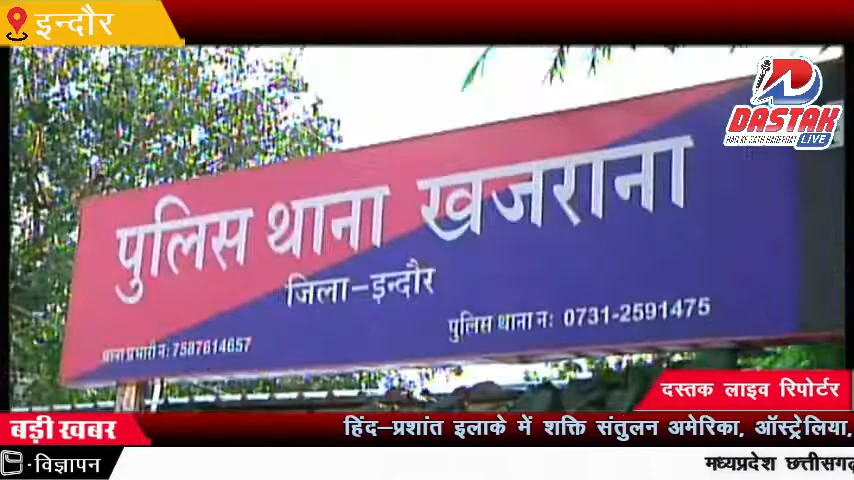 इन्दौर
DASTAK
LIVE
पुलिस थाना खजराना
जिला-इन्दौर
पुलिस थाना नः 0731-2591475
थाना प्रभारी नः 7587614657
दस्तक लाइव रिपोर्टर
बड़ी खबर
हिंद-प्रशांत इलाके में शक्ति संतुलन अमेरिका, ऑस्ट्रेलिया,
विज्ञापन
मध्यप्रदेश छत्तीसगढ़